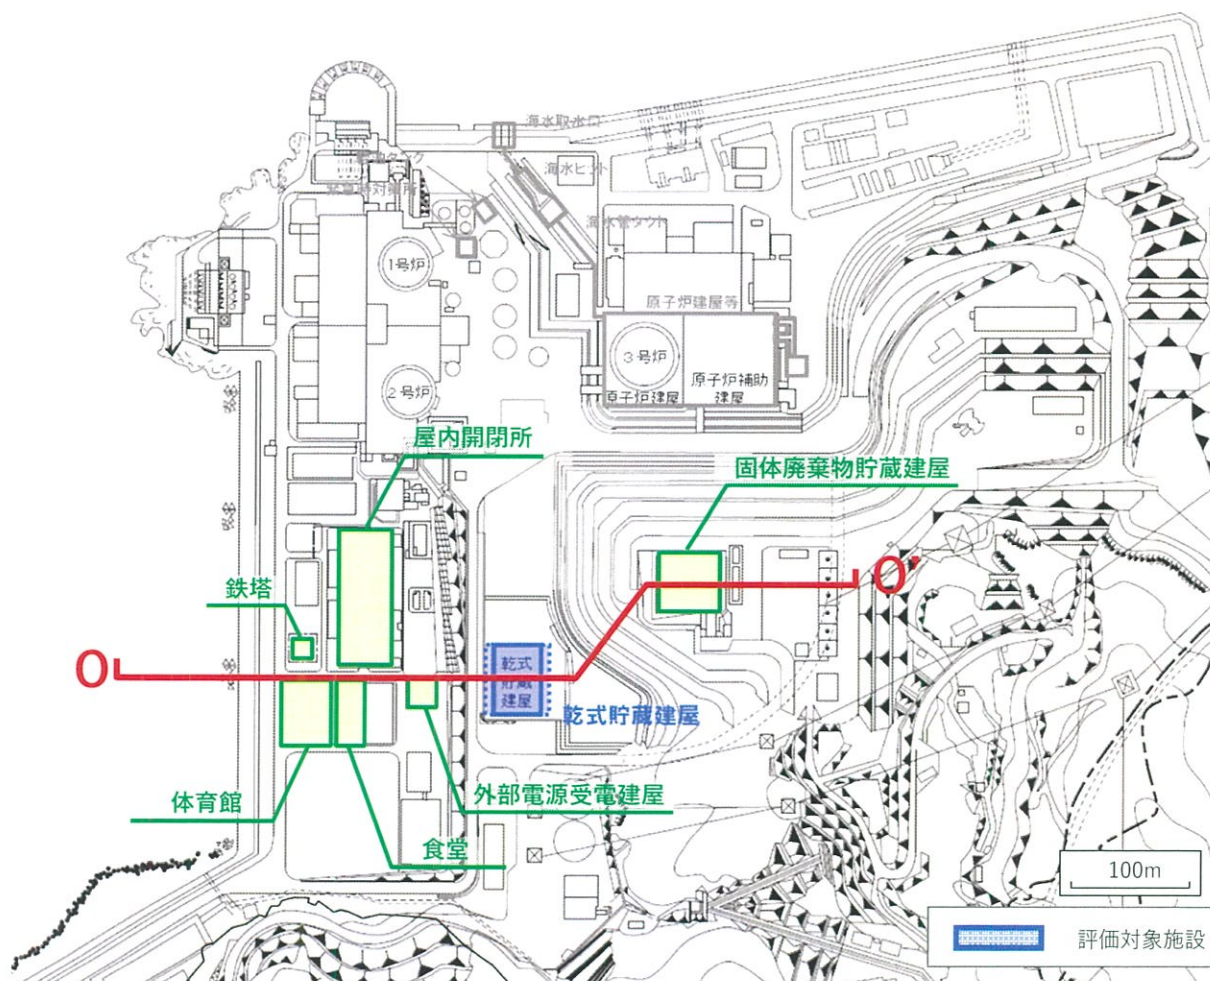 海水取水口
海水ピット
海水管ダクト
1号炉
原子炉建屋等
3号炉
原子炉補助
建屋
原子炉建屋
2号炉
屋内開閉所
固体廃棄物貯蔵建屋
鉄塔
O
O'
乾式
貯蔵
建屋
乾式貯蔵建屋
体育館
外部電源受電建屋
食堂
100m
評価対象施設